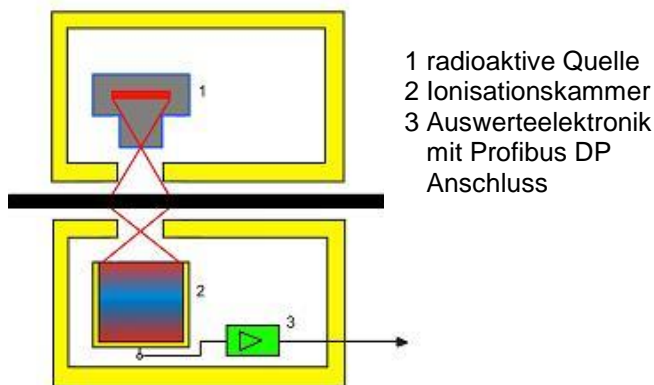 1 radioaktive Quelle
2 Ionisationskammer
3 Auswerteelektronik
mit Profibus DP
Anschluss
1
2
3